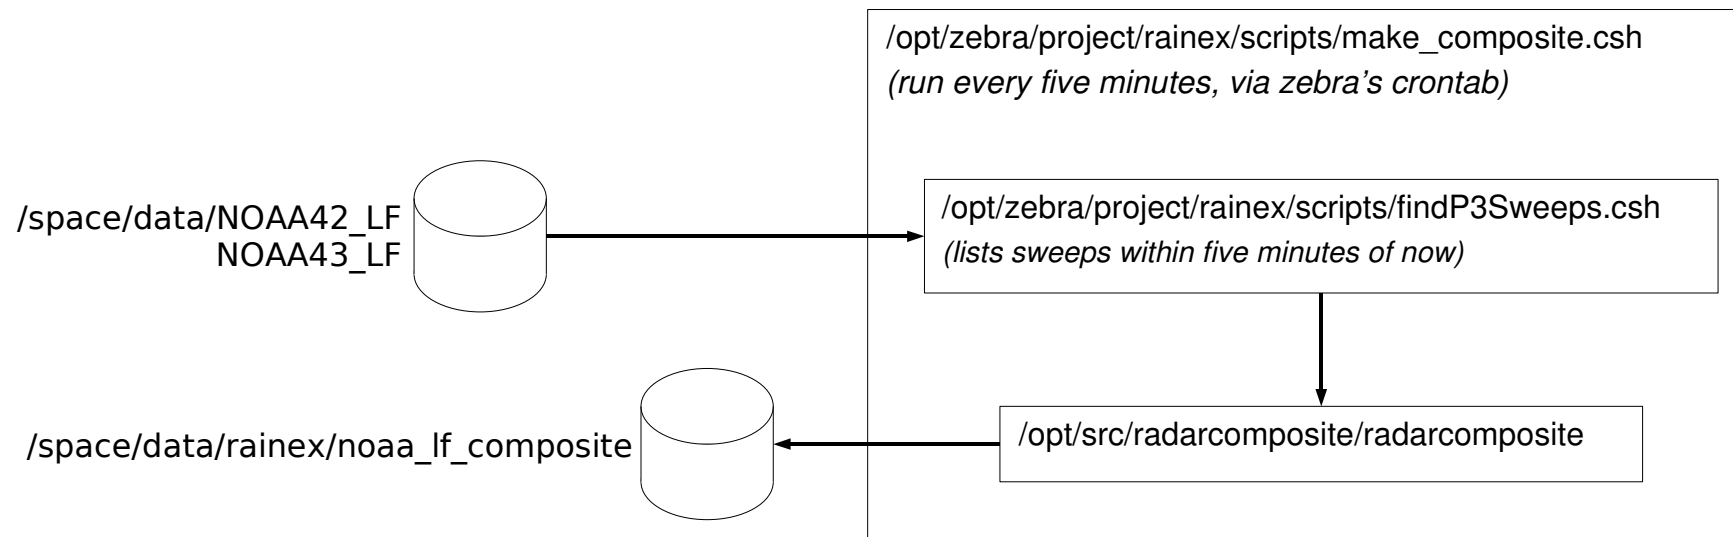 /opt/zebra/project/rainex/scripts/make_composite.csh
(run every five minutes, via zebra's crontab)
/space/data/NOAA42_LF
NOAA43_LF
/opt/zebra/project/rainex/scripts/findP3Sweeps.csh
(lists sweeps within five minutes of now)
/space/data/rainex/noaa_lf_composite
/opt/src/radarcomposite/radarcomposite